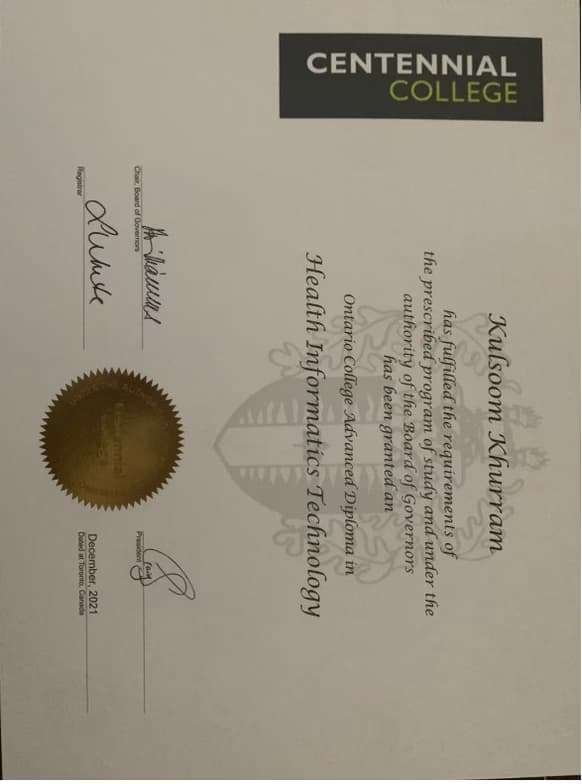 CENTENNIAL
COLLEGE
Kulsoom Khurram
has fulfilled the requirements of
the prescribed program of study and under the
authority of the Board of Governors
has been granted an
Ontario College Advanced Diploma in
Health Informatics Technology
Chair, Board of Governors
President
Registrar
December, 2021
Dated at Toronto, Canada